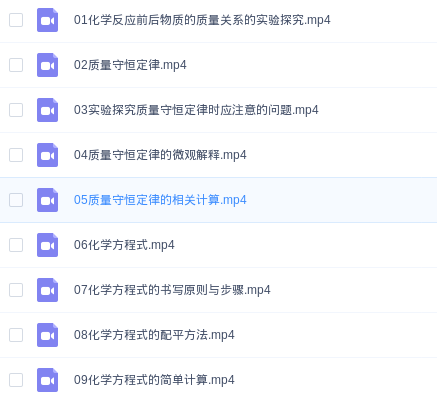 01化学反应前后物质的质量关系的实验探究.mp4
02质量守恒定律.mp4
03实验探究质量守恒定律时应注意的问题.mp4
04质量守恒定律的微观解释.mp4
05质量守恒定律的相关计算.mp4
06化学方程式.mp4
07化学方程式的书写原则与步骤.mp4
08化学方程式的配平方法.mp4
09化学方程式的简单计算.mp4